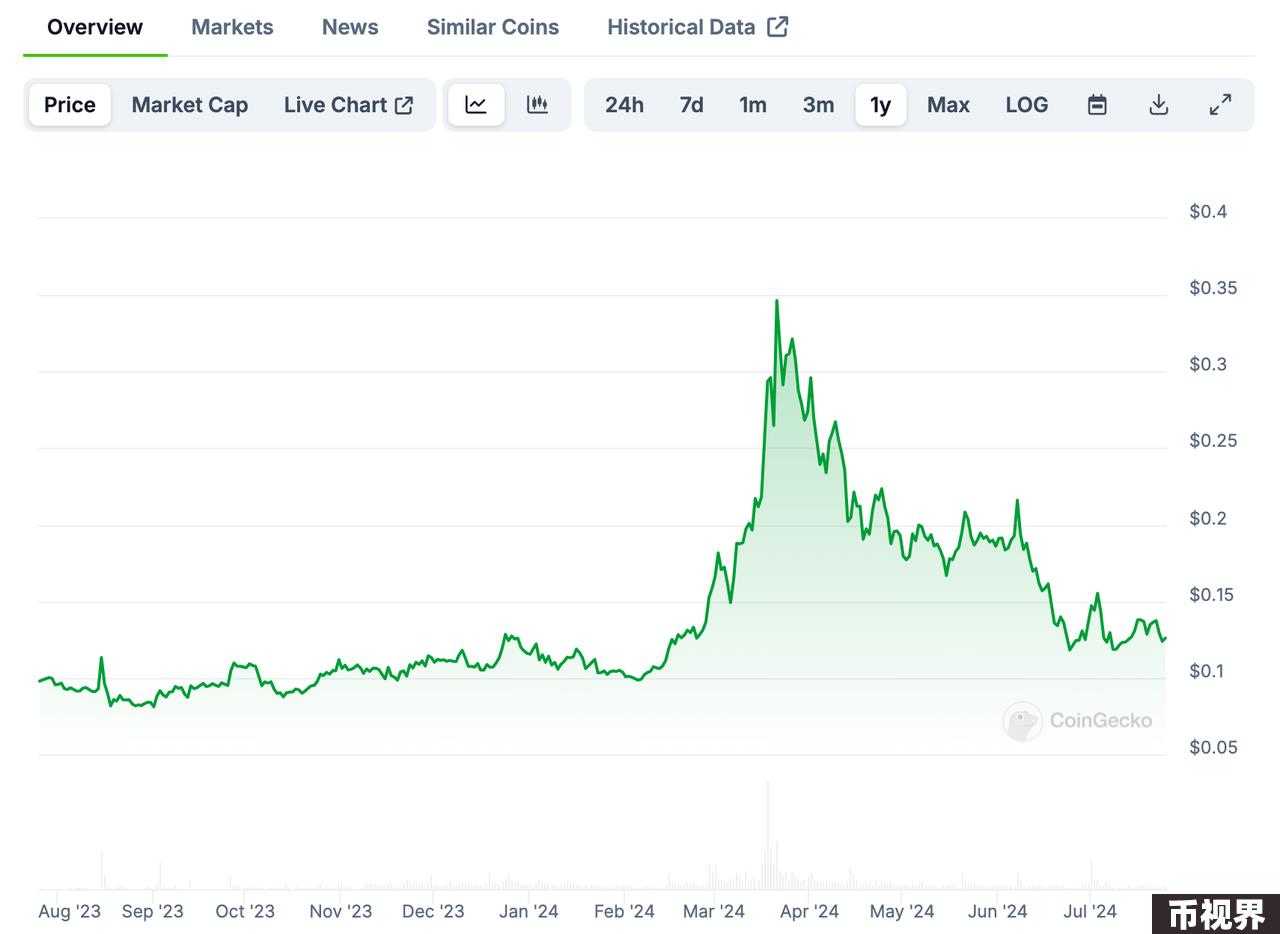 Overview Markets News Similar Coins Historical Data
Price Market Cap Live Chart 24h 7d 1m 3m 1y Max LOG
$0.4
$0.35
$0.3
$0.25
$0.2
$0.15
$0.1
CoinGecko
$0.05
Aug '23 Sep '23 Oct '23 Nov '23 Dec '23 Jan '24 Feb '24 Mar '24 Apr '24 May '24 Jun '24 Jul '24
币视界